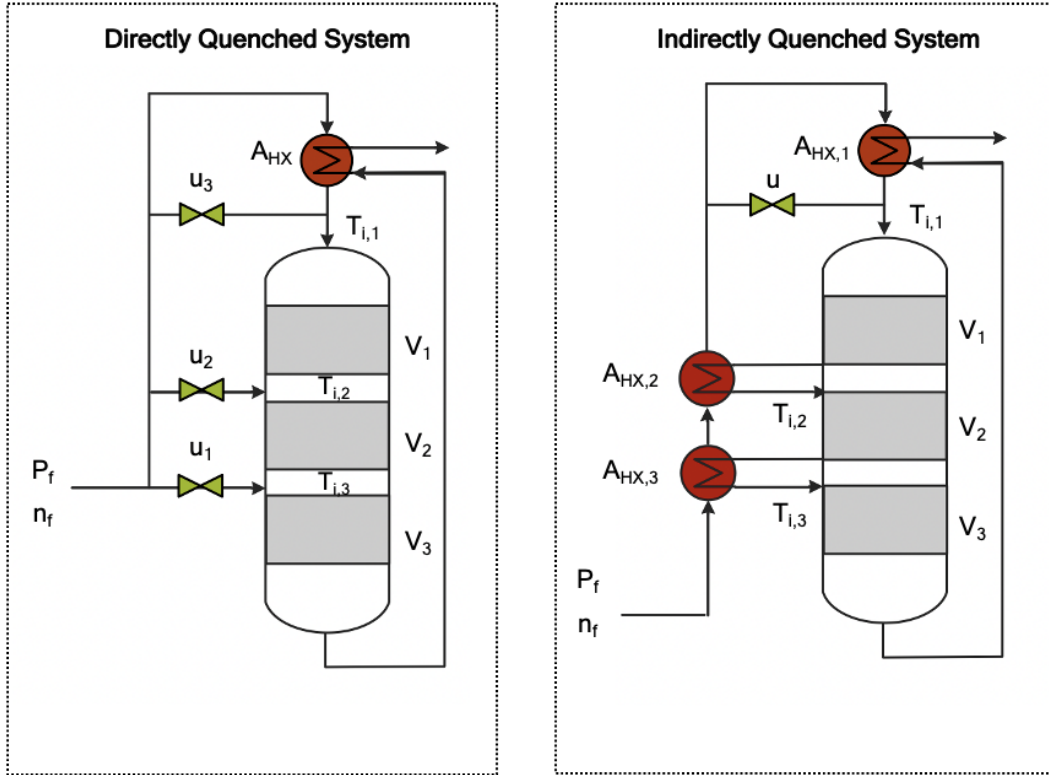 Directly Quenched System
A_HX
u_3
T_i,1
V_1
u_2
T_i,2
V_2
u_1
T_i,3
P_f
n_f
V_3
Indirectly Quenched System
A_HX,1
u
T_i,1
V_1
A_HX,2
T_i,2
V_2
A_HX,3
T_i,3
V_3
P_f
n_f